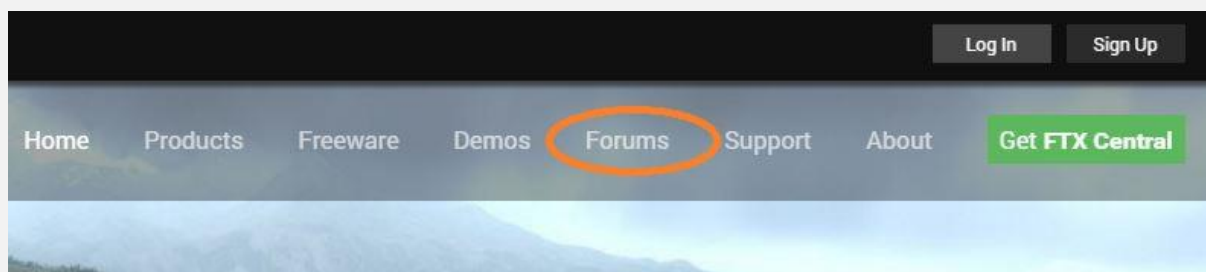 Log In Sign Up
Home Products Freeware Demos Forums Support About Get FTX Central